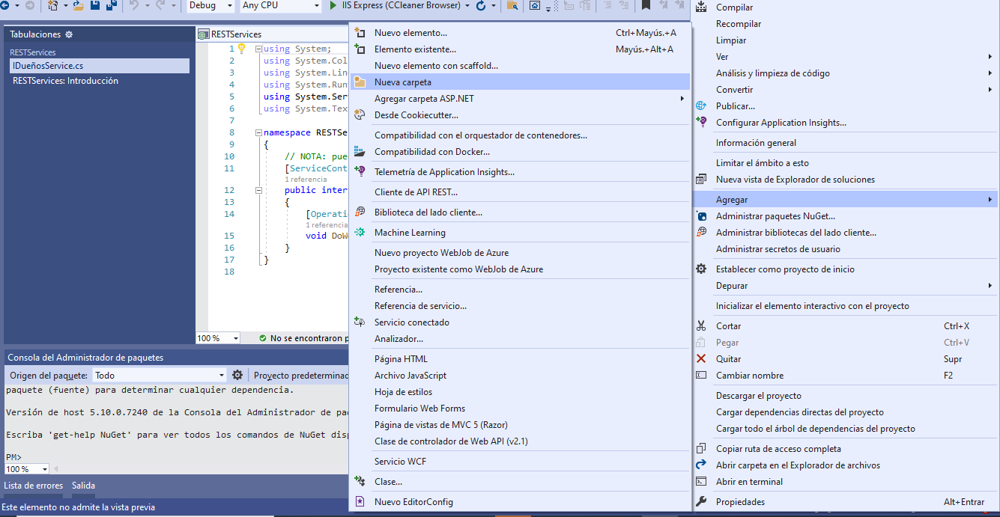 Debug
Any CPU
IIS Express (CCleaner Browser)
Tabulaciones
RESTServices
IDueñosService.cs
RESTServices: Introducción
RESTServices
1 using System;
2 using System.Col
3 using System.Lin
4 using System.Run
5 using System.Ser
6 using System.Tex
7
8 namespace RESTSe
9 {
10 // NOTA: pue
11 [ServiceCont
1 referencia
12 public inter
13 {
14 [Operati
1 referencia
15 void DoWo
16 }
17 }
18
100 %
No se encontraron p
Consola del Administrador de paquetes
Origen del paquete: Todo
Proyecto predeterminad
paquete (fuente) para determinar cualquier dependencia.
Versión de host 5.10.0.7240 de la Consola del Administrador de paq
Escriba 'get-help NuGet' para ver todos los comandos de NuGet disp
PM>
100 %
Lista de errores Salida
Este elemento no admite la vista previa
Nuevo elemento... Ctrl+Mayús.+A
Elemento existente... Mayús.+Alt+A
Nuevo elemento con scaffold...
Nueva carpeta
Agregar carpeta ASP.NET
Desde Cookiecutter...
Compatibilidad con el orquestador de contenedores...
Compatibilidad con Docker...
Telemetría de Application Insights...
Cliente de API REST...
Biblioteca del lado cliente...
Machine Learning
Nuevo proyecto WebJob de Azure
Proyecto existente como WebJob de Azure
Referencia...
Referencia de servicio...
Servicio conectado
Analizador...
Página HTML
Archivo JavaScript
Hoja de estilos
Formulario Web Forms
Página de vistas de MVC 5 (Razor)
Clase de controlador de Web API (v2.1)
Servicio WCF
Clase...
Nuevo EditorConfig
Compilar
Recompilar
Limpiar
Ver
Análisis y limpieza de código
Convertir
Publicar...
Configurar Application Insights...
Información general
Limitar el ámbito a esto
Nueva vista de Explorador de soluciones
Agregar
Administrar paquetes NuGet...
Administrar bibliotecas del lado cliente...
Administrar secretos de usuario
Establecer como proyecto de inicio
Depurar
Inicializar el elemento interactivo con el proyecto
Cortar Ctrl+X
Pegar Ctrl+V
Quitar Supr
Cambiar nombre F2
Descargar el proyecto
Cargar dependencias directas del proyecto
Cargar todo el árbol de dependencias del proyecto
Copiar ruta de acceso completa
Abrir carpeta en el Explorador de archivos
Abrir en terminal
Propiedades Alt+Entrar